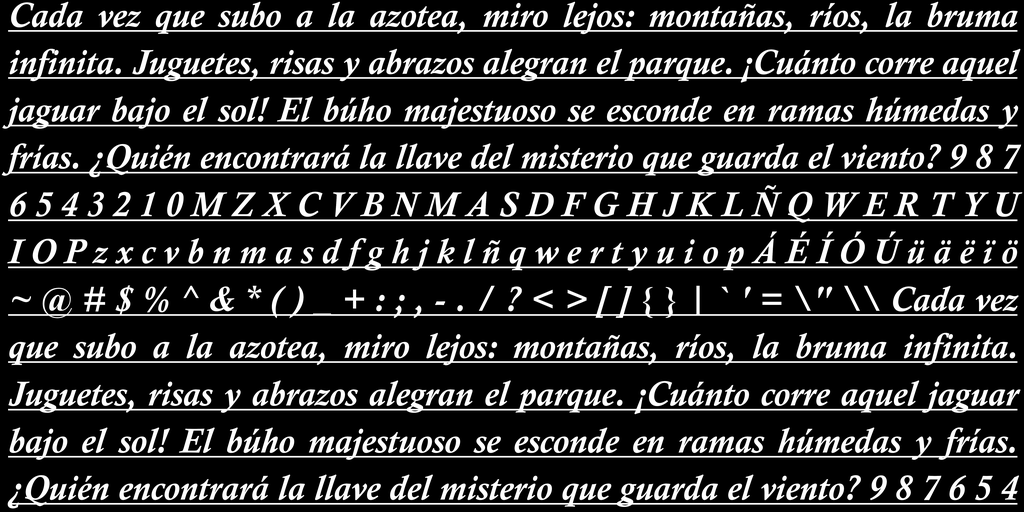 Cada vez que subo a la azotea, miro lejos: montañas, ríos, la bruma
infinita. Juguetes, risas y abrazos alegran el parque. ¡Cuánto corre aquel
jaguar bajo el sol! El búho majestuoso se esconde en ramas húmedas y
frías. ¿Quién encontrará la llave del misterio que guarda el viento? 9 8 7
6 5 4 3 2 1 0 M Z X C V B N M A S D F G H J K L Ñ Q W E R T Y U
I O P z x c v b n m a s d f g h j k l ñ q w e r t y u i o p Á É Í Ó Ú ü ä ë ï ö
~ @ # $ % ^ & * ( ) _ + : ; , - . / ? < > [ ] { } | ` ' = \" \\ Cada vez
que subo a la azotea, miro lejos: montañas, ríos, la bruma infinita.
Juguetes, risas y abrazos alegran el parque. ¡Cuánto corre aquel jaguar
bajo el sol! El búho majestuoso se esconde en ramas húmedas y frías.
¿Quién encontrará la llave del misterio que guarda el viento? 9 8 7 6 5 4